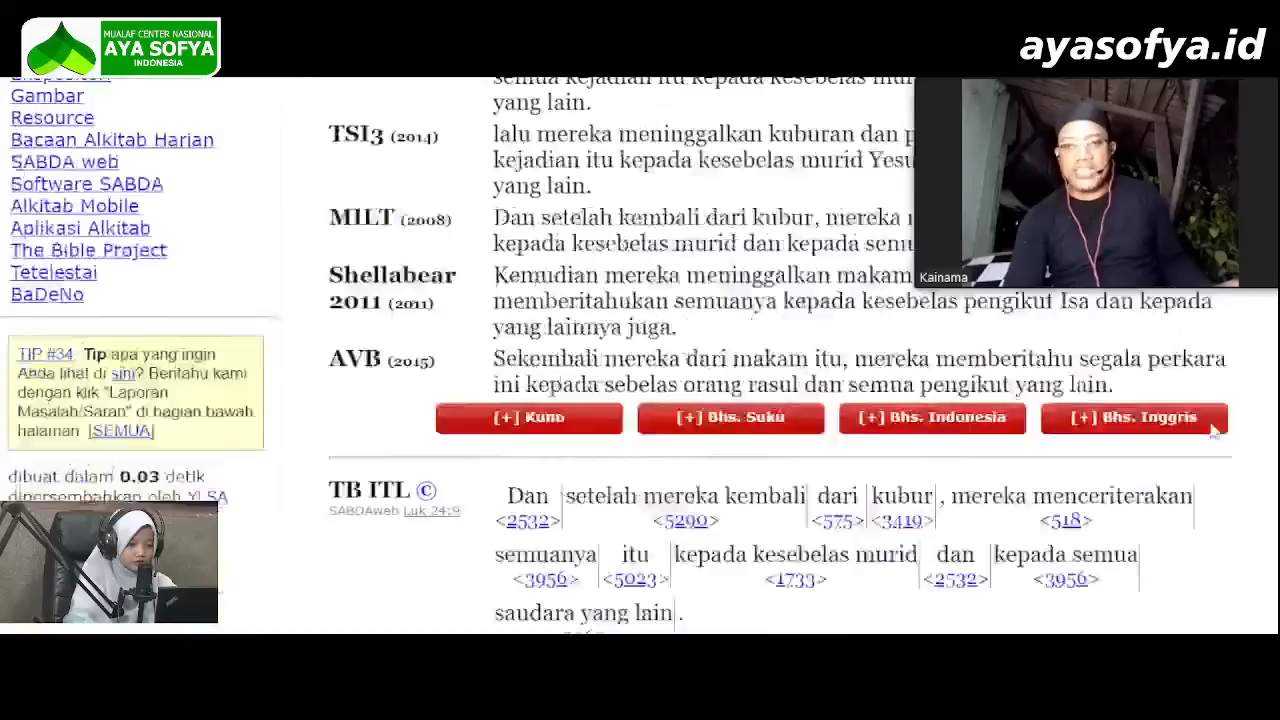 MUALAF CENTER NASIONAL
AYA SOFYA
INDONESIA
ayasofya.id
Gambar
Resource
Bacaan Alkitab Harian
SABDA web
Software SABDA
Alkitab Mobile
Aplikasi Alkitab
The Bible Project
Tetelestai
BaDeNo
TIP #34 Tip apa yang ingin
Anda lihat di sini? Beritahu kami
dengan klik "Laporan
Masalah/Saran" di bagian bawah
halaman [SEMUA]
dibuat dalam 0.03 detik
dipersembahkan oleh YLSA
semua kejadian itu kepada kesebelas
yang lain.
TSI3 (2014) lalu mereka meninggalkan kuburan dan
kejadian itu kepada kesebelas murid
yang lain.
MILT (2008) Dan setelah kembali dari kubur, mereka
kepada kesebelas murid dan kepada
Shellabear Kemudian mereka meninggalkan makam
2011 (2011) memberitahukan semuanya kepada kesebelas pengikut Isa dan kepada
yang lainnya juga.
AVB (2015) Sekembali mereka dari makam itu, mereka memberitahu segala perkara
ini kepada sebelas orang rasul dan semua pengikut yang lain.
Kainama
[+] Kuno [+] Bhs. Suku [+] Bhs. Indonesia [+] Bhs. Inggris
TB ITL © Dan setelah mereka kembali dari kubur , mereka menceriterakan
SABDAweb Luk 24:9 <2532> <5290> <575> <3419> <518>
semuanya itu kepada kesebelas murid dan kepada semua
<3956> <5023> <1733> <2532> <3956>
saudara yang lain .